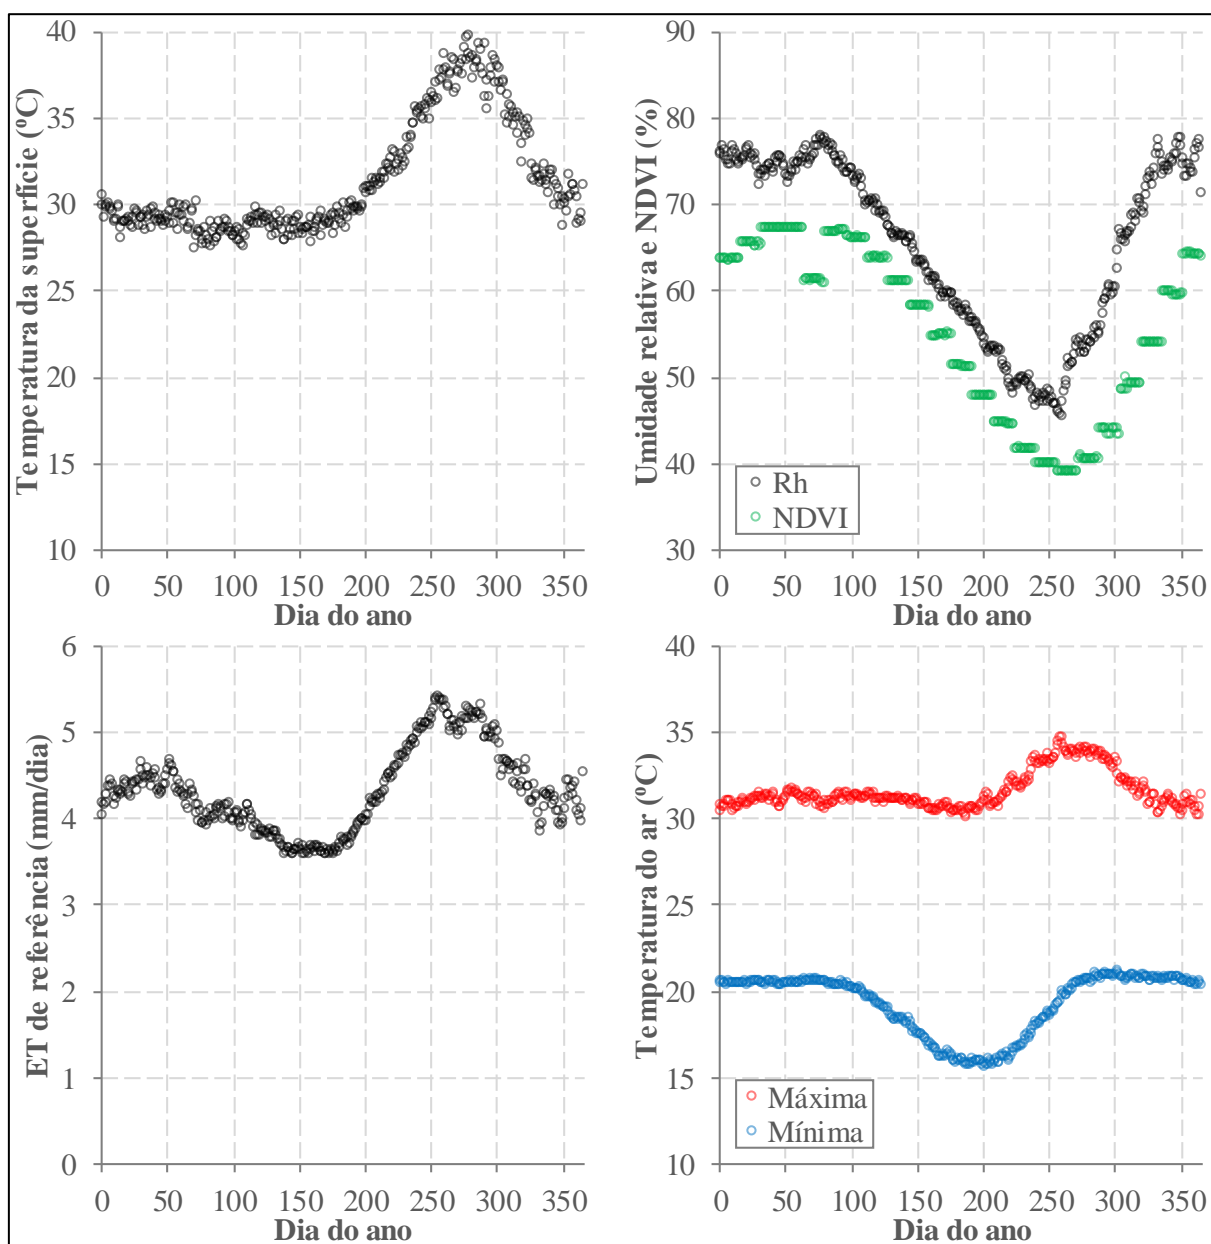 Temperatura da superfície (ºC)
40
35
30
25
20
15
10
0 50 100 150 200 250 300 350
Dia do ano
Umidade relativa e NDVI (%)
90
80
70
60
50
40
30
Rh
NDVI
0 50 100 150 200 250 300 350
Dia do ano
ET de referência (mm/dia)
6
5
4
3
2
1
0
0 50 100 150 200 250 300 350
Dia do ano
Temperatura do ar (ºC)
40
35
30
25
20
15
10
Máxima
Mínima
0 50 100 150 200 250 300 350
Dia do ano